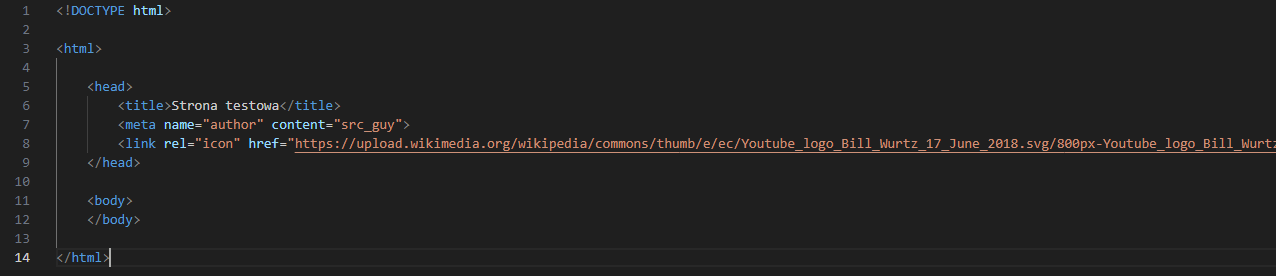 1 <!DOCTYPE html>
2
3 <html>
4
5 <head>
6 <title>Strona testowa</title>
7 <meta name="author" content="src_guy">
8 <link rel="icon" href="https://upload.wikimedia.org/wikipedia/commons/thumb/e/ec/Youtube_logo_Bill_Wurtz_17_June_2018.svg/800px-Youtube_logo_Bill_Wurtz
9 </head>
10
11 <body>
12 </body>
13
14 </html>